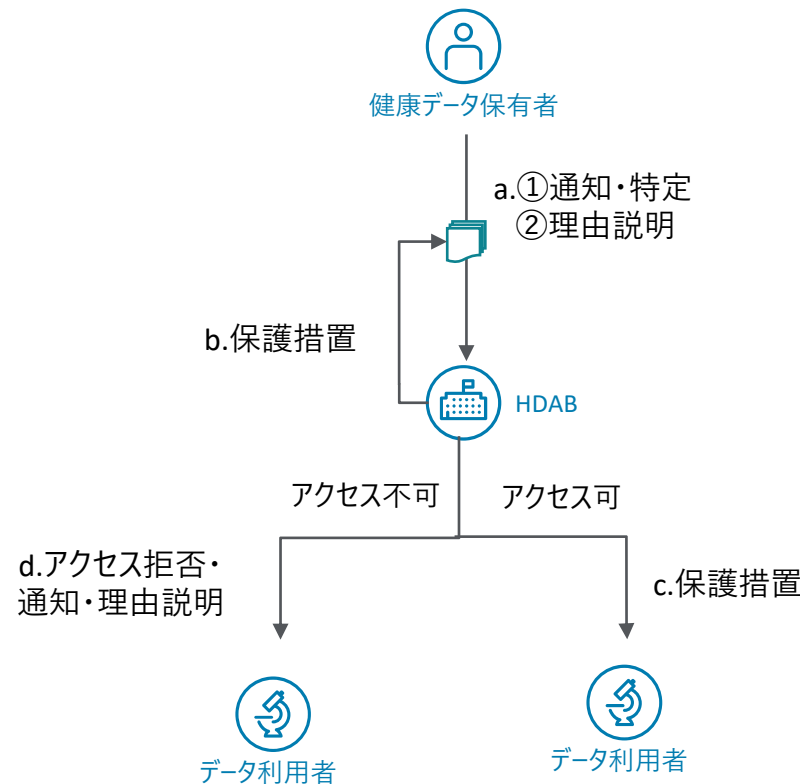 健康データ保有者
a.①通知・特定
②理由説明
b.保護措置
HDAB
アクセス不可
アクセス可
d.アクセス拒否・
通知・理由説明
c.保護措置
データ利用者
データ利用者